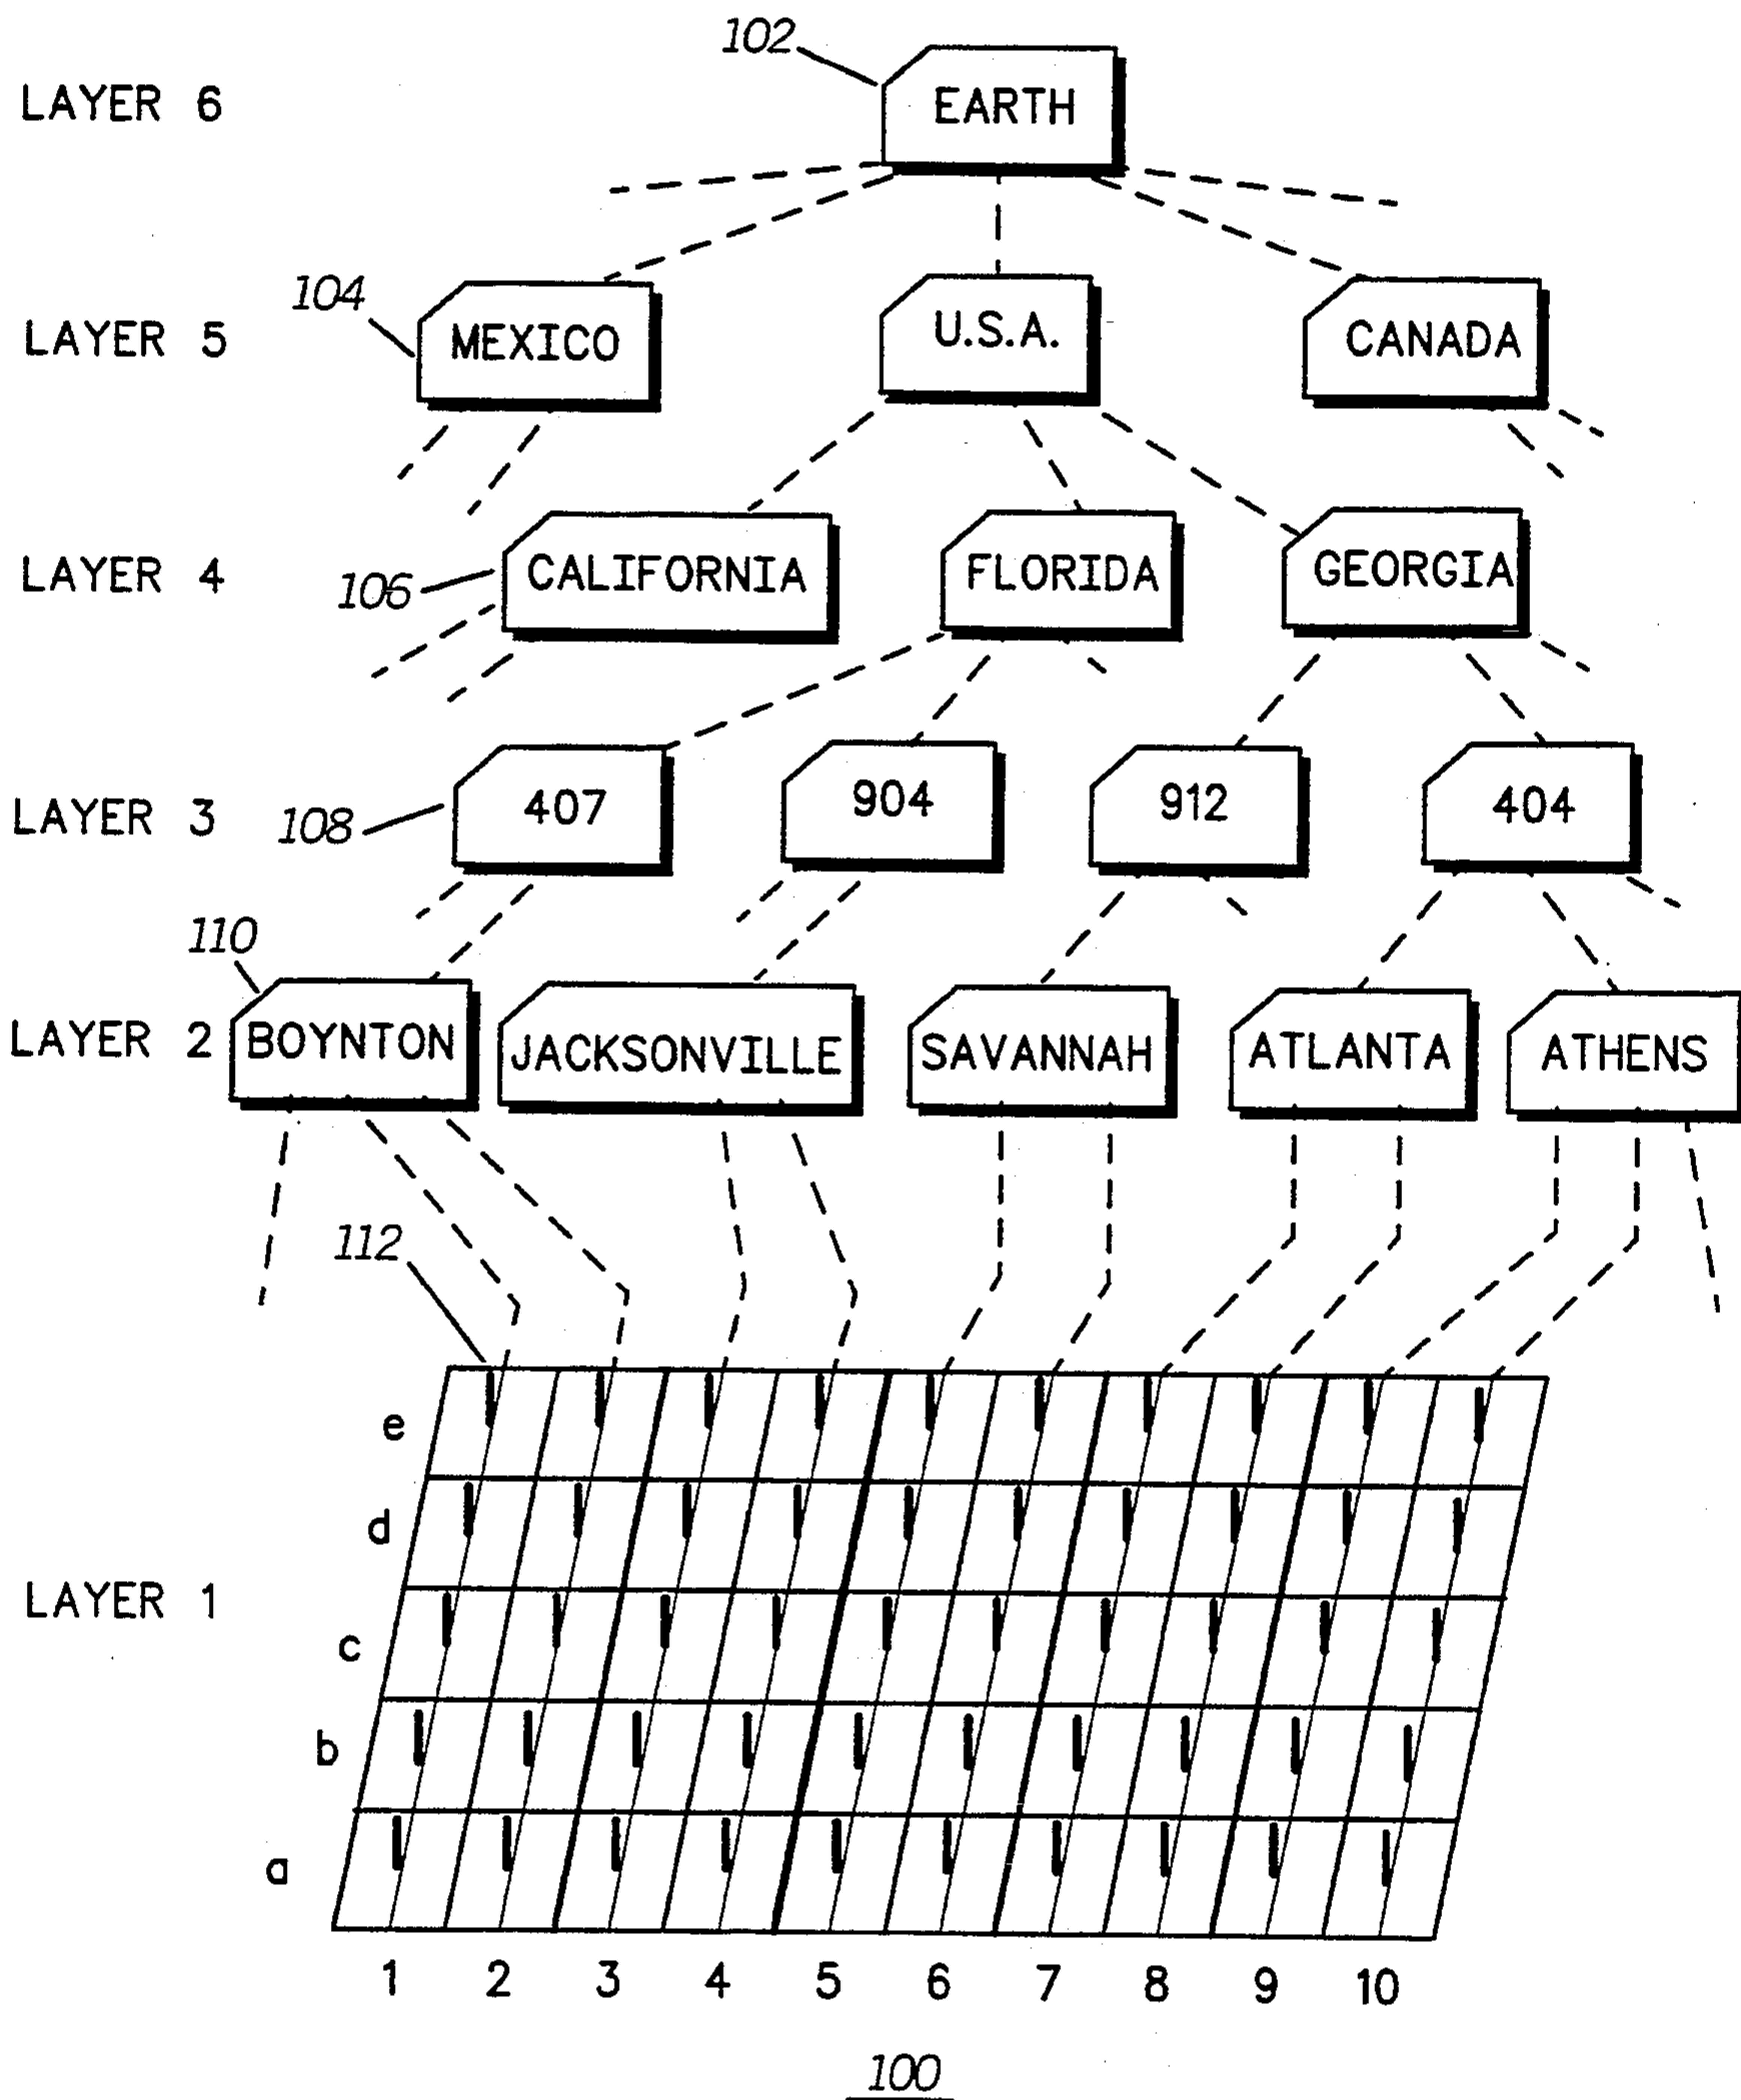 102
LAYER 6 EARTH
104
LAYER 5 MEXICO U.S.A. CANADA
LAYER 4 106 CALIFORNIA FLORIDA GEORGIA
LAYER 3 108 407 904 912 404
110
LAYER 2 BOYNTON JACKSONVILLE SAVANNAH ATLANTA ATHENS
112
e
d
LAYER 1
c
b
a
1 2 3 4 5 6 7 8 9 10
100